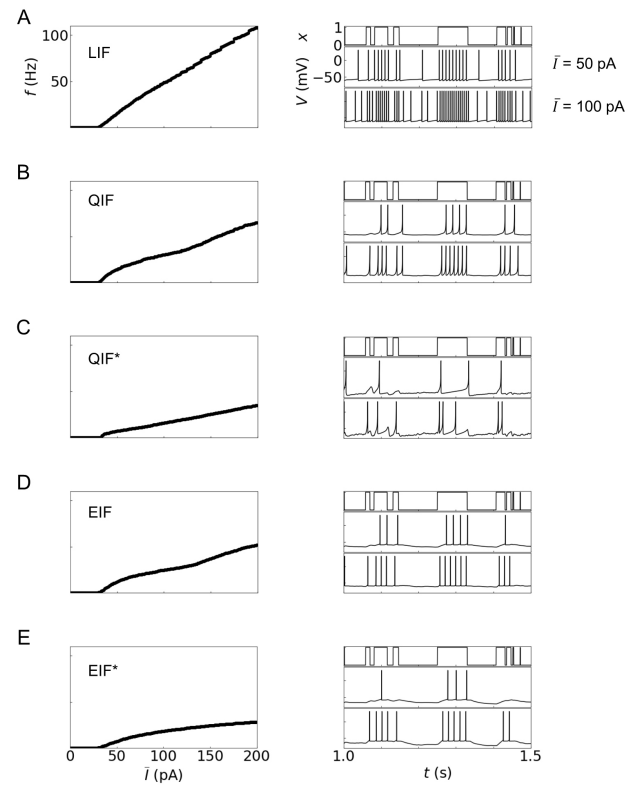 A
100
50
f (Hz)
LIF
1
0
x
0
−50
V (mV)
Ī = 50 pA
Ī = 100 pA
B
QIF
C
QIF*
D
EIF
E
EIF*
0 50 100 150 200
Ī (pA)
1.0 1.5
t (s)